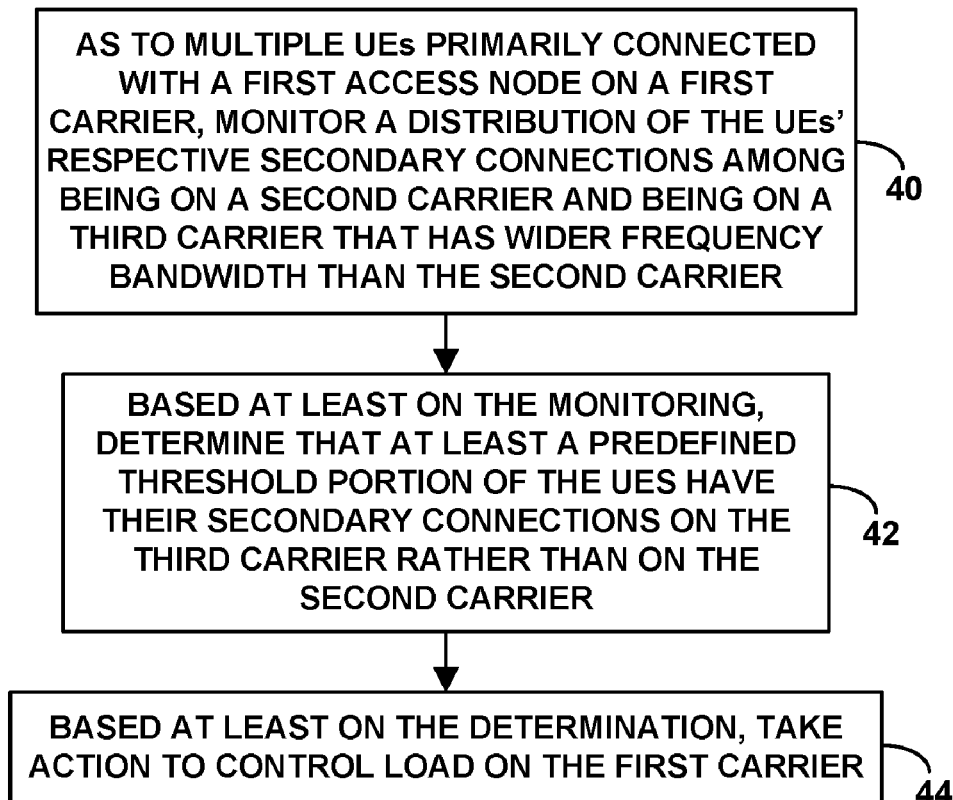 AS TO MULTIPLE UEs PRIMARILY CONNECTED
WITH A FIRST ACCESS NODE ON A FIRST
CARRIER, MONITOR A DISTRIBUTION OF THE UEs'
RESPECTIVE SECONDARY CONNECTIONS AMONG
BEING ON A SECOND CARRIER AND BEING ON A
THIRD CARRIER THAT HAS WIDER FREQUENCY
BANDWIDTH THAN THE SECOND CARRIER
40
BASED AT LEAST ON THE MONITORING,
DETERMINE THAT AT LEAST A PREDEFINED
THRESHOLD PORTION OF THE UES HAVE
THEIR SECONDARY CONNECTIONS ON THE
THIRD CARRIER RATHER THAN ON THE
SECOND CARRIER
42
BASED AT LEAST ON THE DETERMINATION, TAKE
ACTION TO CONTROL LOAD ON THE FIRST CARRIER
44